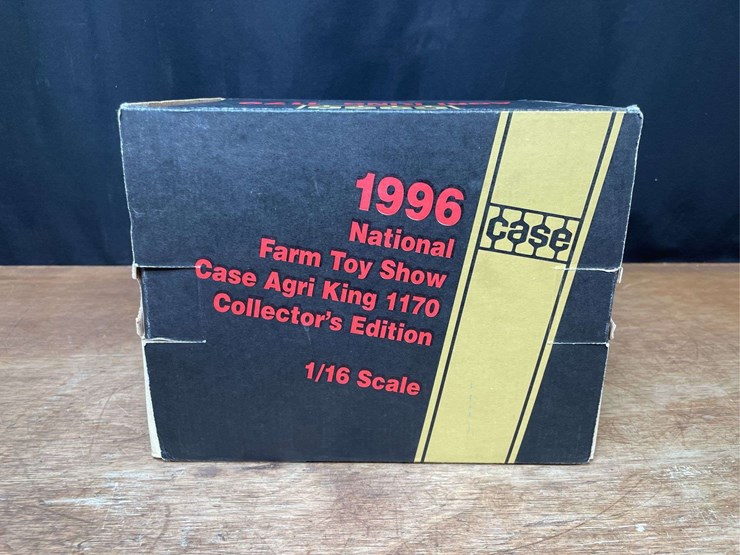 1996
National
Farm Toy Show
Case Agri King 1170
Collector's Edition
1/16 Scale
case